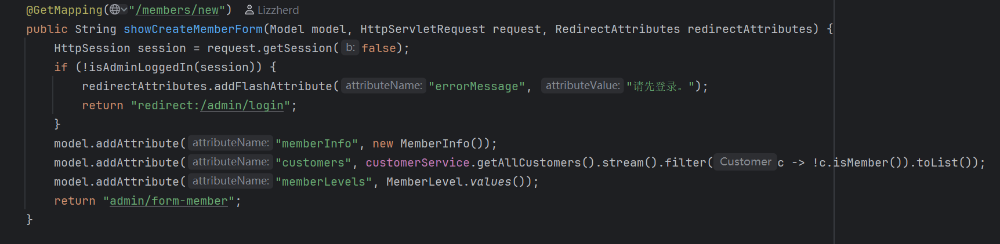 @GetMapping("/members/new") Lizzherd
public String showCreateMemberForm(Model model, HttpServletRequest request, RedirectAttributes redirectAttributes) {
HttpSession session = request.getSession( b: false);
if (!isAdminLoggedIn(session)) {
redirectAttributes.addFlashAttribute( attributeName: "errorMessage", attributeValue: "请先登录。");
return "redirect:/admin/login";
}
model.addAttribute( attributeName: "memberInfo", new MemberInfo());
model.addAttribute( attributeName: "customers", customerService.getAllCustomers().stream().filter( Customer c -> !c.isMember()).toList());
model.addAttribute( attributeName: "memberLevels", MemberLevel.values());
return "admin/form-member";
}